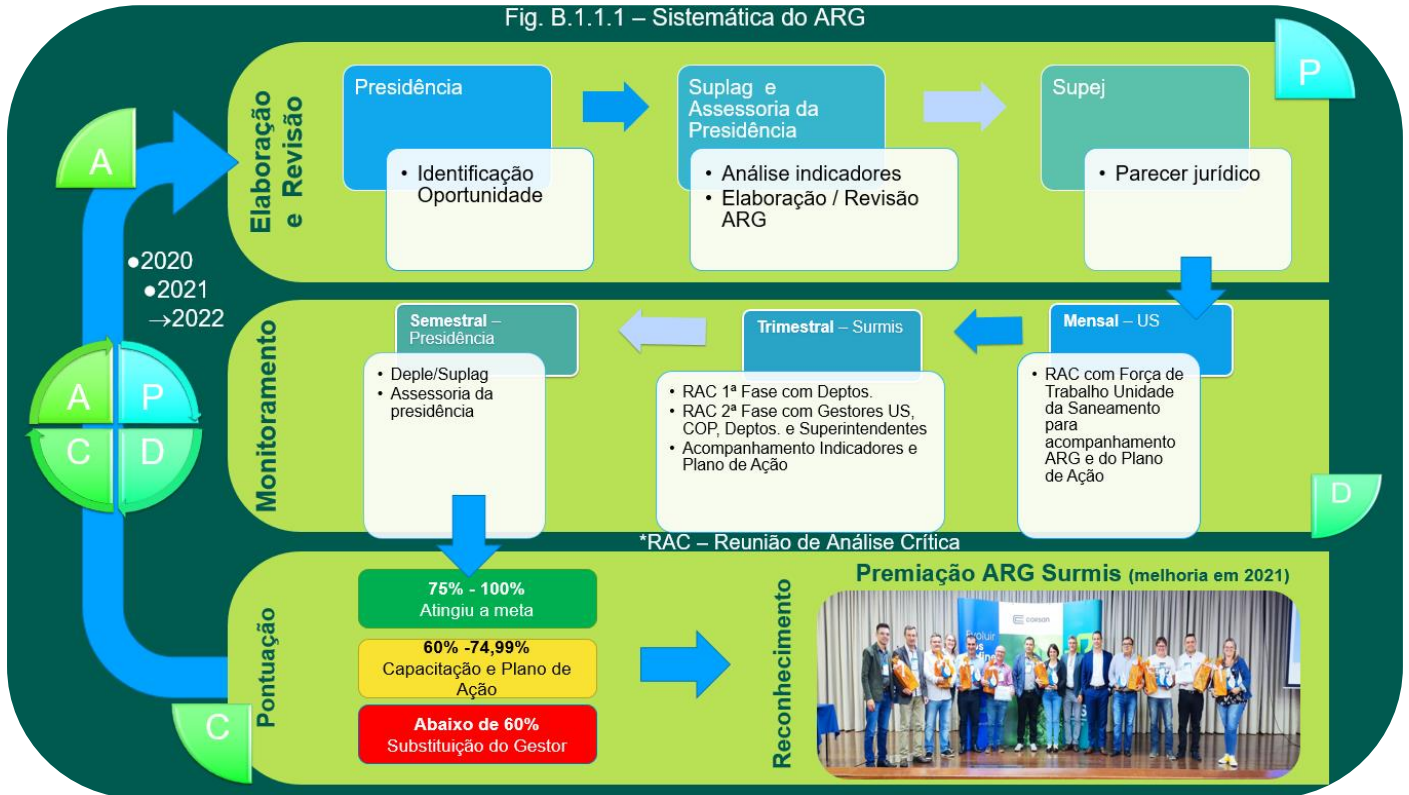 Fig. B.1.1.1 – Sistemática do ARG
P
A
Elaboração
e Revisão
Presidência
• Identificação
Oportunidade
Suplag e
Assessoria da
Presidência
• Análise indicadores
• Elaboração / Revisão
ARG
Supej
• Parecer jurídico
●2020
●2021
→2022
A
P
C
D
Monitoramento
Mensal – US
• RAC com Força de
Trabalho Unidade
da Saneamento
para
acompanhamento
ARG e do Plano
de Ação
Trimestral – Surmis
• RAC 1ª Fase com Deptos.
• RAC 2ª Fase com Gestores US,
COP, Deptos. e Superintendentes
• Acompanhamento Indicadores e
Plano de Ação
Semestral –
Presidência
• Deple/Suplag
• Assessoria da
presidência
D
*RAC – Reunião de Análise Crítica
C
Pontuação
75% - 100%
Atingiu a meta
60% -74,99%
Capacitação e Plano de
Ação
Abaixo de 60%
Substituição do Gestor
Reconhecimento
Premiação ARG Surmis (melhoria em 2021)
Evoluir
corsan